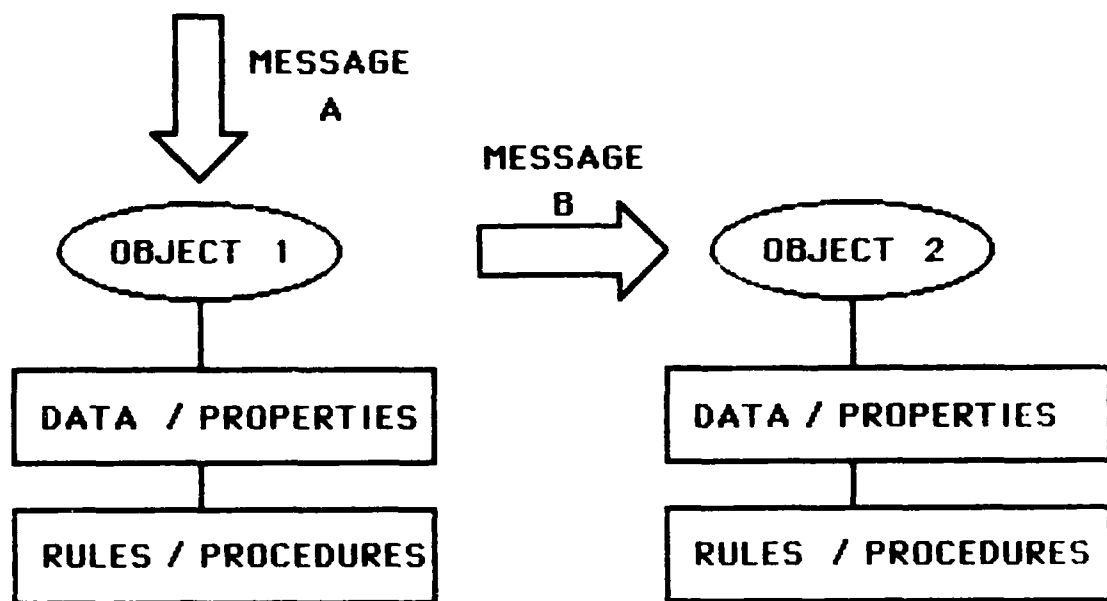 MESSAGE
A
MESSAGE
B
OBJECT 1
OBJECT 2
DATA / PROPERTIES
DATA / PROPERTIES
RULES / PROCEDURES
RULES / PROCEDURES